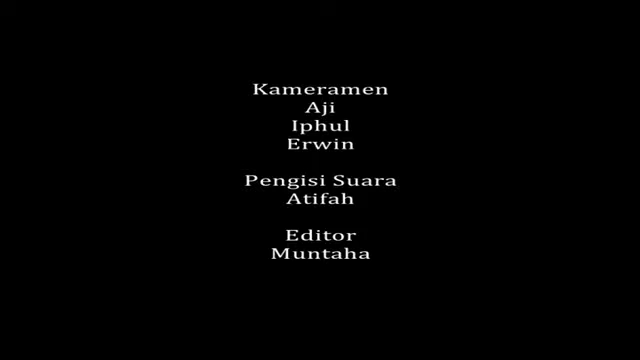 Kameramen
Aji
Iphul
Erwin
Pengisi Suara
Atifah
Editor
Muntaha